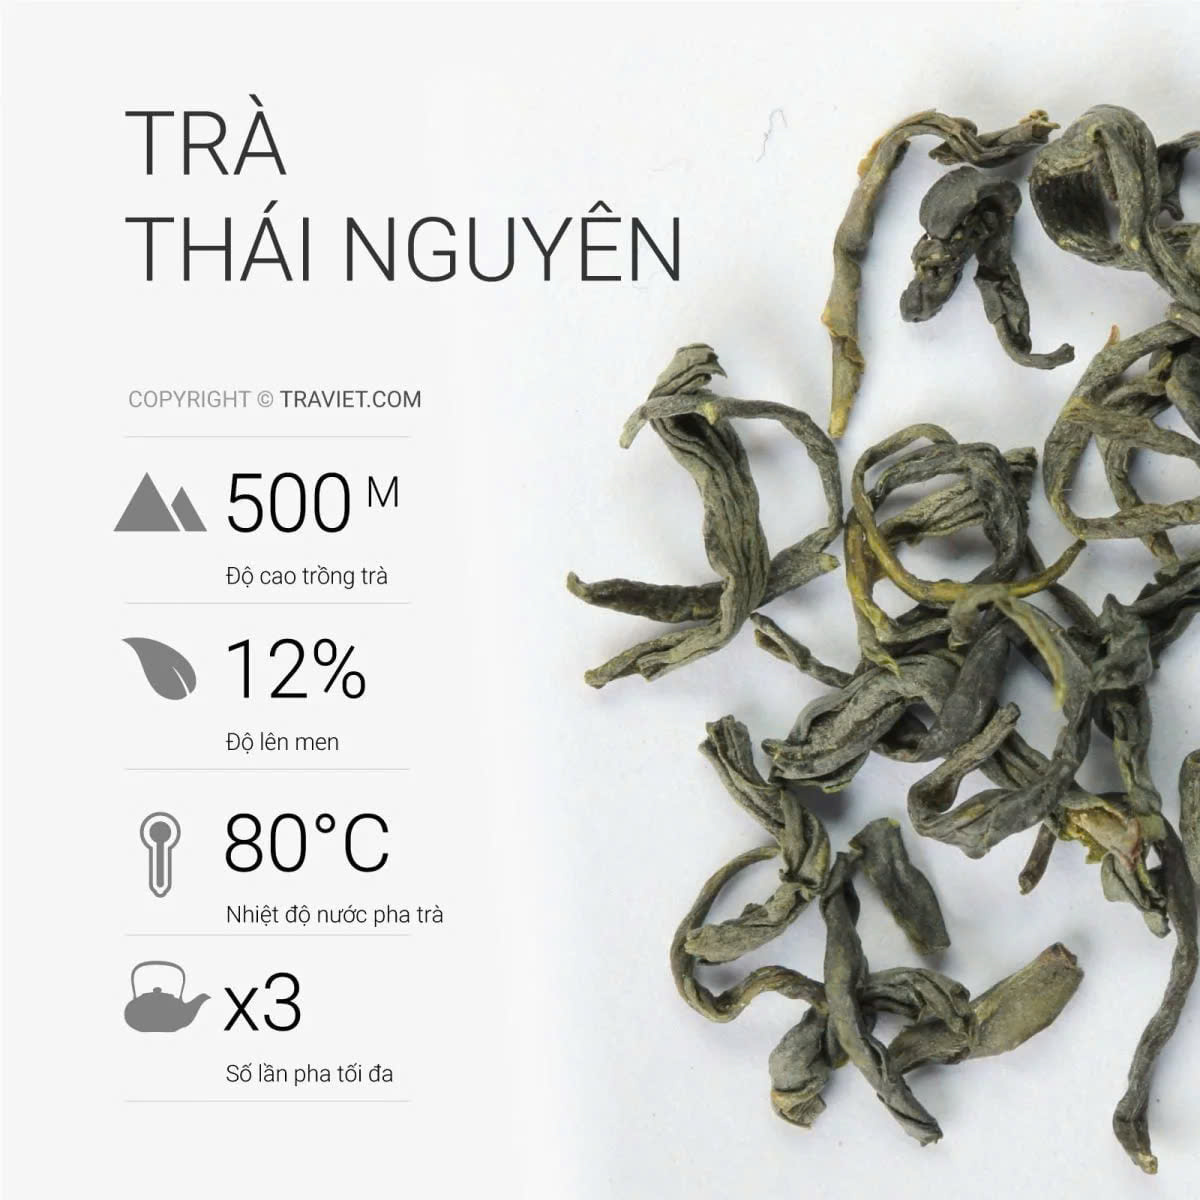 TRÀ
THÁI NGUYÊN
COPYRIGHT © TRAVIET.COM
500 M
Độ cao trồng trà
12%
Độ lên men
80°C
Nhiệt độ nước pha trà
x3
Số lần pha tối đa